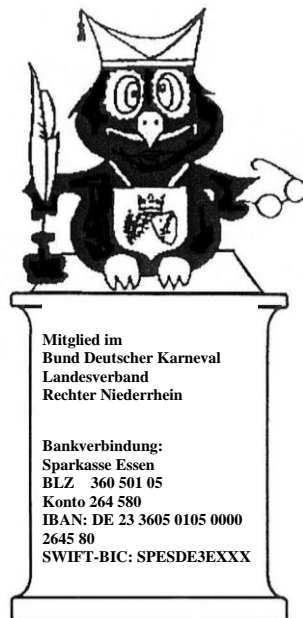 Mitglied im
Bund Deutscher Karneval
Landesverband
Rechter Niederrhein
Bankverbindung:
Sparkasse Essen
BLZ 360 501 05
Konto 264 580
IBAN: DE 23 3605 0105 0000
2645 80
SWIFT-BIC: SPESDE3EXXX